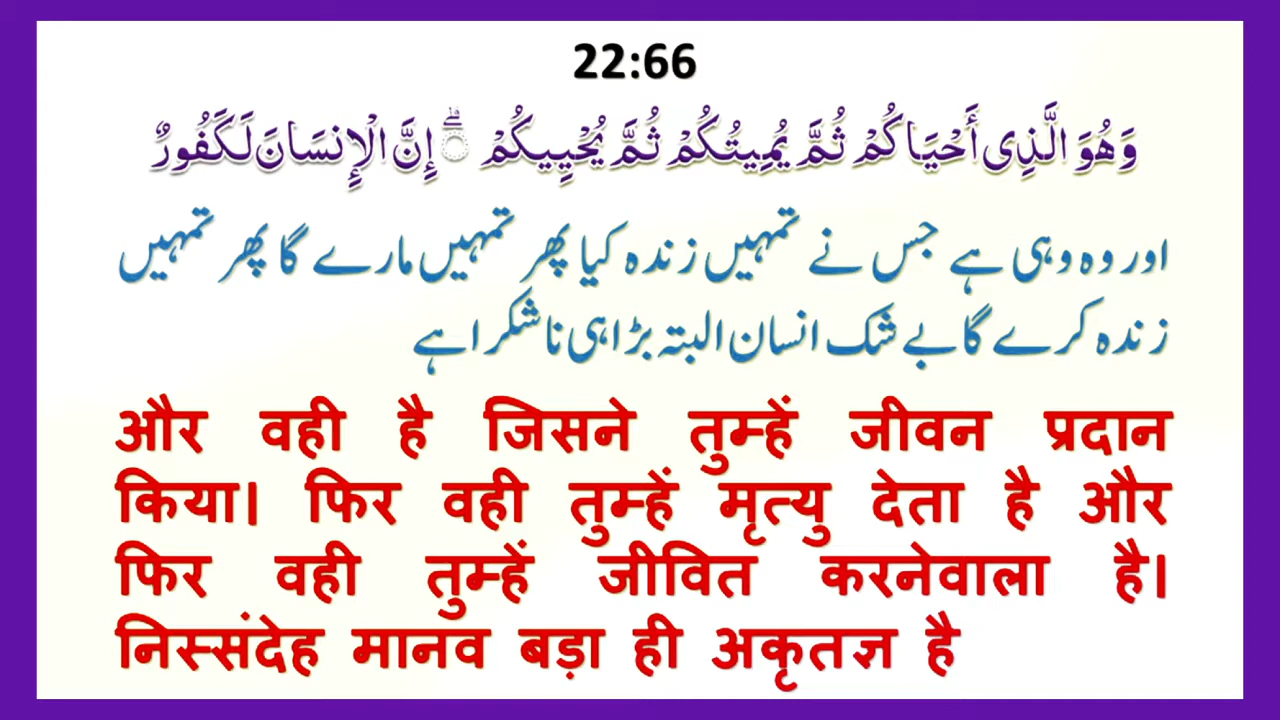 22:66
وَهُوَ الَّذِى أَحْيَاكُمْ ثُمَّ يُمِيتُكُمْ ثُمَّ يُحْيِيكُمْ ۗ إِنَّ الْإِنسَانَ لَكَفُورٌ
اور وہ وہی ہے جس نے تمہیں زندہ کیا پھر تمہیں مارے گا پھر تمہیں
زندہ کرے گا بے شک انسان البتہ بڑا ہی ناشکرا ہے
और वही है जिसने तुम्हें जीवन प्रदान
किया। फिर वही तुम्हें मृत्यु देता है और
फिर वही तुम्हें जीवित करनेवाला है।
निस्संदेह मानव बड़ा ही अकृतज्ञ है